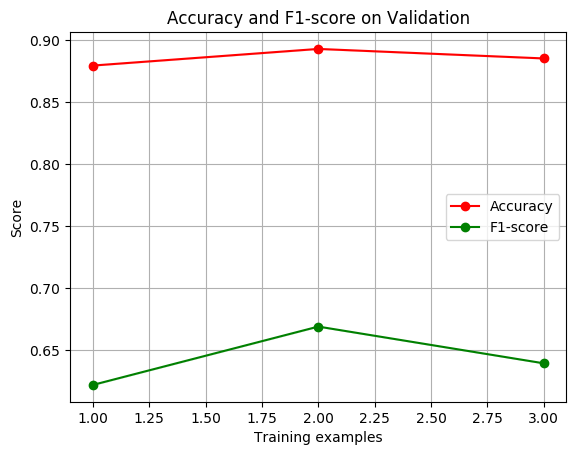 Accuracy and F1-score on Validation
0.90
0.85
0.80
0.75
0.70
0.65
Score
Accuracy
F1-score
1.00 1.25 1.50 1.75 2.00 2.25 2.50 2.75 3.00
Training examples